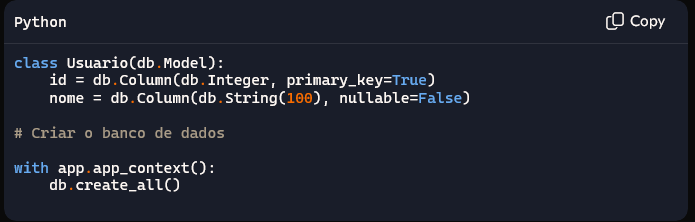 Python
Copy
class Usuario(db.Model):
    id = db.Column(db.Integer, primary_key=True)
    nome = db.Column(db.String(100), nullable=False)
# Criar o banco de dados
with app.app_context():
    db.create_all()